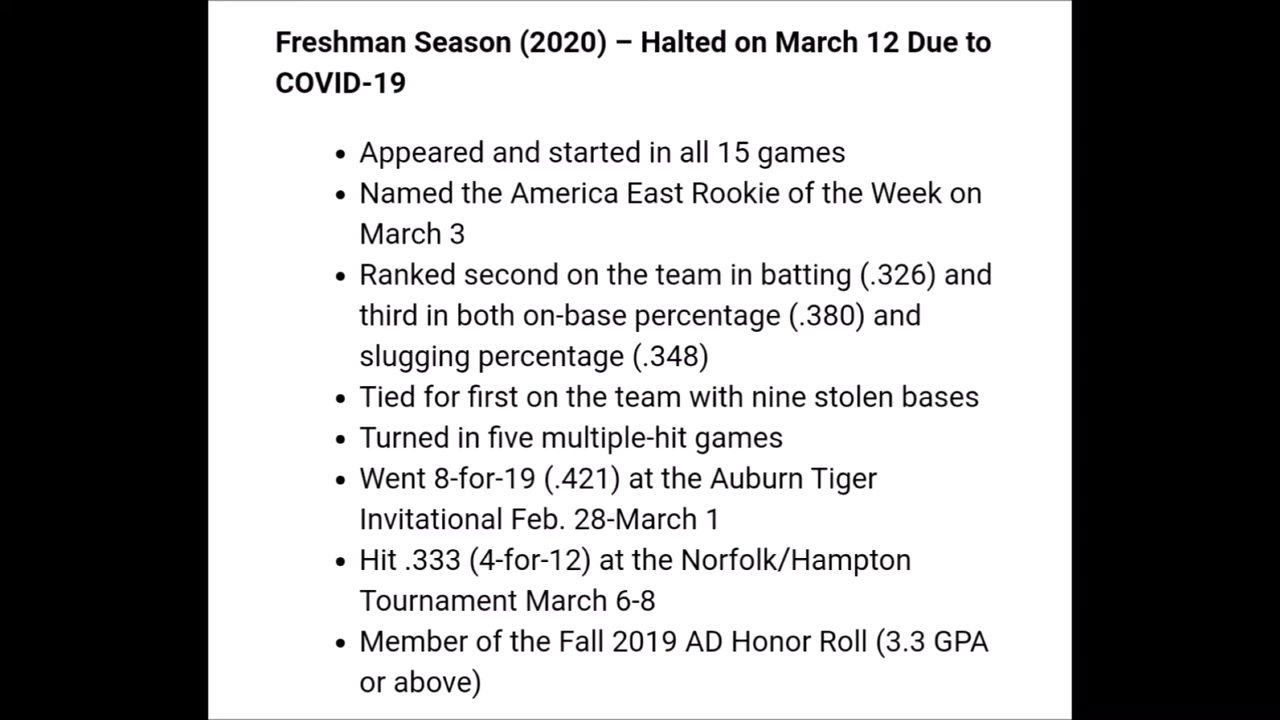 Freshman Season (2020) – Halted on March 12 Due to
COVID-19
• Appeared and started in all 15 games
• Named the America East Rookie of the Week on
March 3
• Ranked second on the team in batting (.326) and
third in both on-base percentage (.380) and
slugging percentage (.348)
• Tied for first on the team with nine stolen bases
• Turned in five multiple-hit games
• Went 8-for-19 (.421) at the Auburn Tiger
Invitational Feb. 28-March 1
• Hit .333 (4-for-12) at the Norfolk/Hampton
Tournament March 6-8
• Member of the Fall 2019 AD Honor Roll (3.3 GPA
or above)